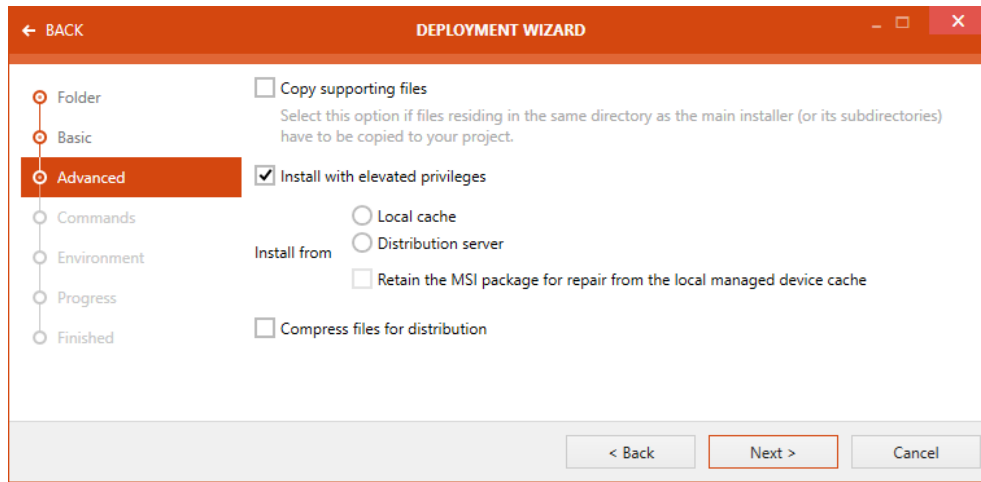 ← BACK
DEPLOYMENT WIZARD
Folder
Basic
Advanced
Commands
Environment
Progress
Finished
Copy supporting files
Select this option if files residing in the same directory as the main installer (or its subdirectories)
have to be copied to your project.
Install with elevated privileges
Install from
Local cache
Distribution server
Retain the MSI package for repair from the local managed device cache
Compress files for distribution
< Back
Next >
Cancel